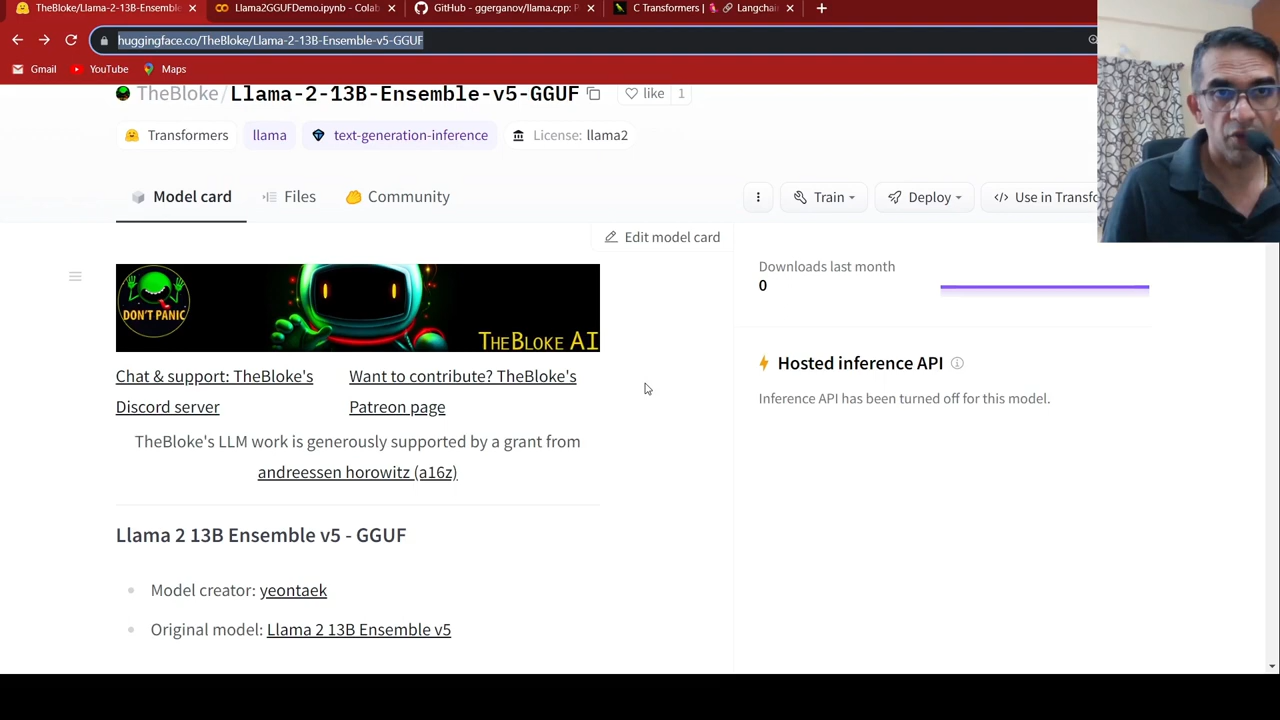 TheBloke/Llama-2-13B-Ensemble-
Llama2GGUFDemo.ipynb - Colab
GitHub - ggerganov/llama.cpp: P
C Transformers | 🦜️🔗 Langchain
huggingface.co/TheBloke/Llama-2-13B-Ensemble-v5-GGUF
Gmail
YouTube
Maps
TheBloke/Llama-2-13B-Ensemble-v5-GGUF
like 1
Transformers
llama
text-generation-inference
License: llama2
Model card
Files
Community
Train
Deploy
Use in Transfo
Edit model card
DON'T PANIC
THEBLOKE AI
Chat & support: TheBloke's
Discord server
Want to contribute? TheBloke's
Patreon page
TheBloke's LLM work is generously supported by a grant from
andreessen horowitz (a16z)
Llama 2 13B Ensemble v5 - GGUF
Model creator: yeontaek
Original model: Llama 2 13B Ensemble v5
Downloads last month
0
Hosted inference API
Inference API has been turned off for this model.